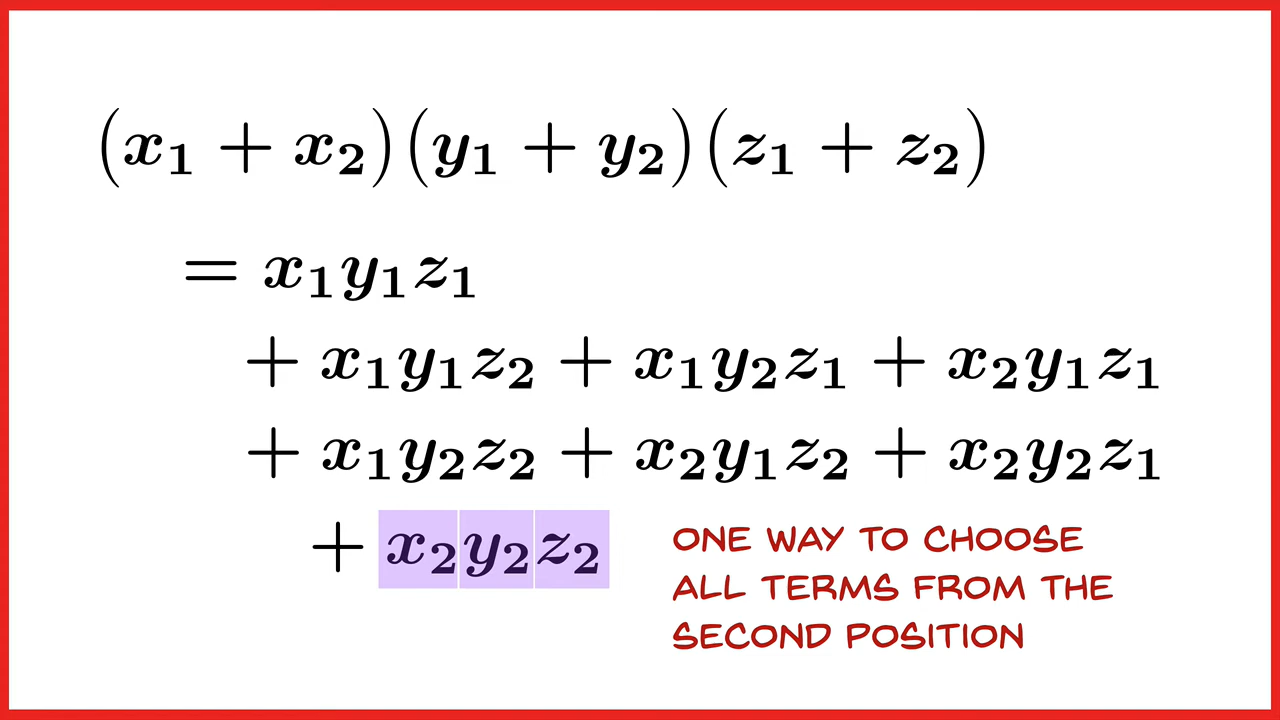 (x₁ + x₂)(y₁ + y₂)(z₁ + z₂)
= x₁y₁z₁
+ x₁y₁z₂ + x₁y₂z₁ + x₂y₁z₁
+ x₁y₂z₂ + x₂y₁z₂ + x₂y₂z₁
+ x₂y₂z₂
ONE WAY TO CHOOSE
ALL TERMS FROM THE
SECOND POSITION